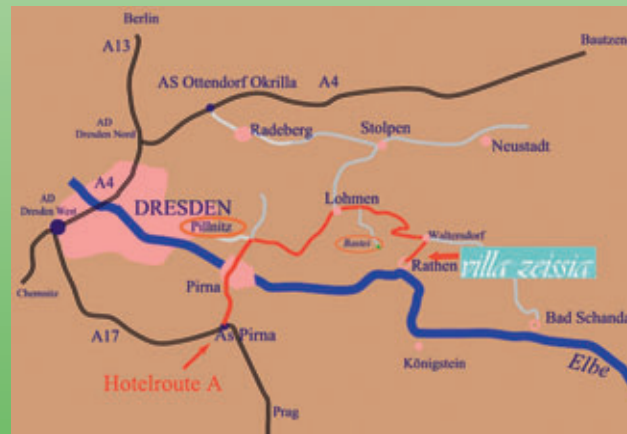 Berlin
A13
Bautzen
AS Ottendorf Okrilla
A4
AD
Dresden Nord
Radeberg
Stolpen
Neustadt
A4
AD
Dresden West
DRESDEN
Pillnitz
Lohmen
Bastei
Waltersdorf
Rathen
villa zeissia
Pirna
Chemnitz
A17
As Pirna
Bad Schanda
Königstein
Elbe
Hotelroute A
Prag